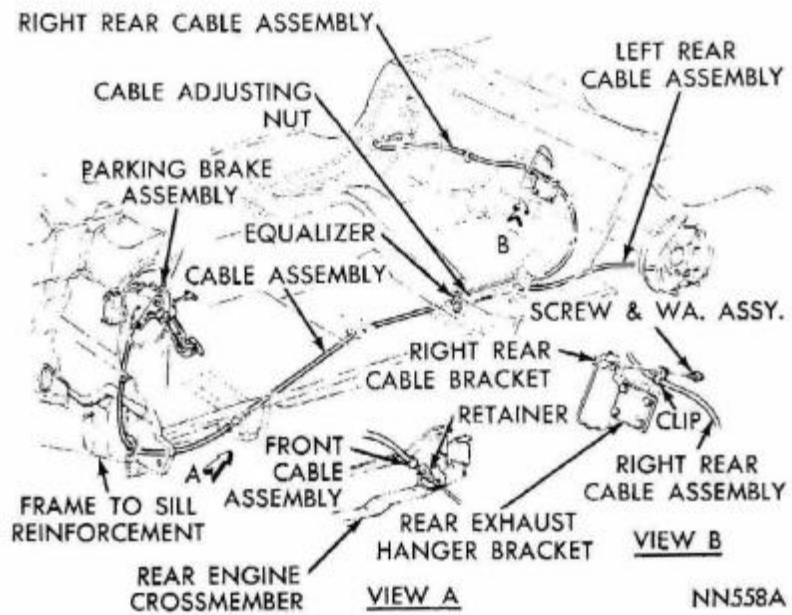 RIGHT REAR CABLE ASSEMBLY
LEFT REAR
CABLE ASSEMBLY
CABLE ADJUSTING
NUT
PARKING BRAKE
ASSEMBLY
B
EQUALIZER
CABLE ASSEMBLY
SCREW & WA. ASSY.
RIGHT REAR
CABLE BRACKET
RETAINER
CLIP
FRONT
CABLE
ASSEMBLY
A
RIGHT REAR
CABLE ASSEMBLY
FRAME TO SILL
REINFORCEMENT
REAR EXHAUST
HANGER BRACKET
VIEW B
REAR ENGINE
CROSSMEMBER
VIEW A
NN558A